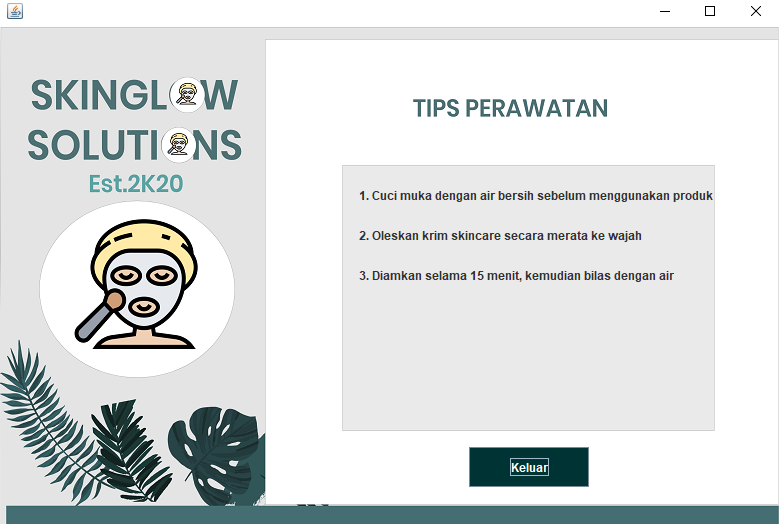 SKINGLOW
SOLUTIONS
Est.2K20
TIPS PERAWATAN
1. Cuci muka dengan air bersih sebelum menggunakan produk
2. Oleskan krim skincare secara merata ke wajah
3. Diamkan selama 15 menit, kemudian bilas dengan air
Keluar